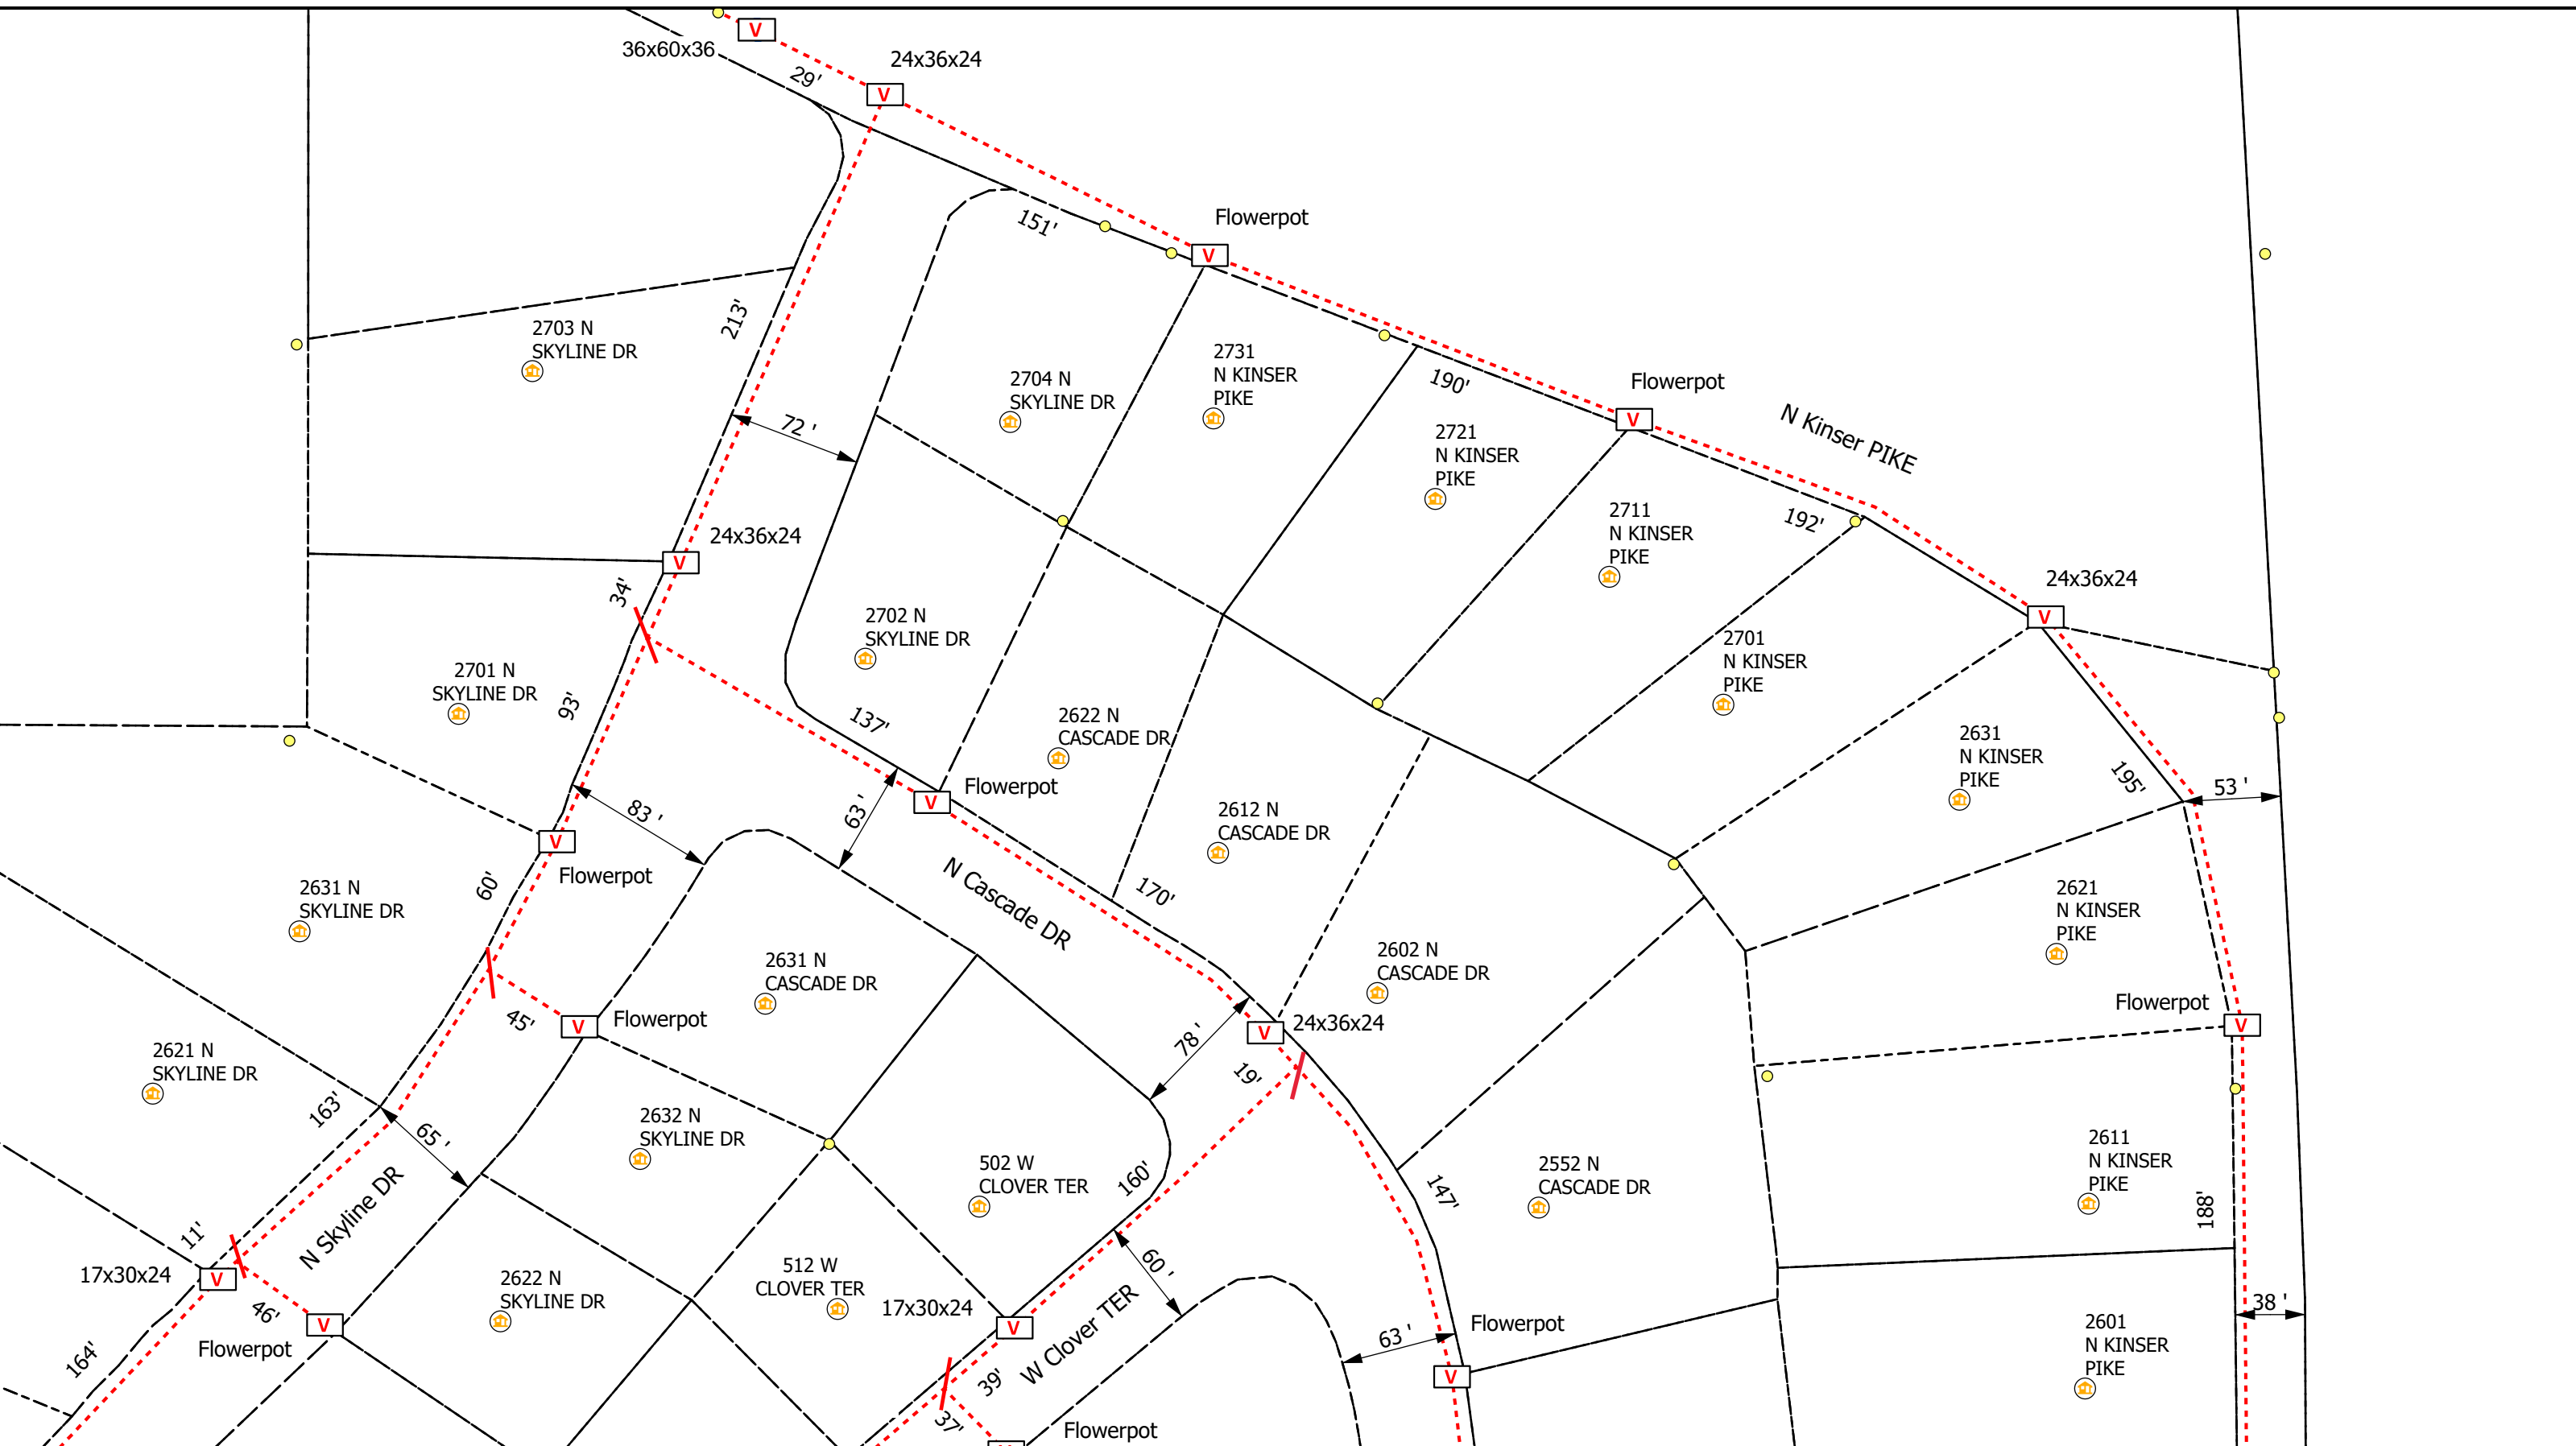 V
36x60x36
24x36x24
29'
V
Flowerpot
151'
V
213'
2703 N
SKYLINE DR
2704 N
SKYLINE DR
2731
N KINSER
PIKE
190'
Flowerpot
V
N Kinser PIKE
72 '
2721
N KINSER
PIKE
2711
N KINSER
PIKE
192'
24x36x24
V
34'
24x36x24
V
2702 N
SKYLINE DR
2701
N KINSER
PIKE
2701 N
SKYLINE DR
93'
137'
2622 N
CASCADE DR
2631
N KINSER
PIKE
195'
53 '
Flowerpot
V
83 '
63 '
2612 N
CASCADE DR
V
Flowerpot
60'
2631 N
SKYLINE DR
N Cascade DR
170'
2621
N KINSER
PIKE
2631 N
CASCADE DR
2602 N
CASCADE DR
Flowerpot
V
45'
V
Flowerpot
V
24x36x24
78 '
19'
2621 N
SKYLINE DR
163'
65 '
2632 N
SKYLINE DR
502 W
CLOVER TER
160'
147'
2552 N
CASCADE DR
2611
N KINSER
PIKE
188'
11'
N Skyline DR
17x30x24
V
46'
2622 N
SKYLINE DR
512 W
CLOVER TER
17x30x24
V
60 '
W Clover TER
63 '
Flowerpot
V
38 '
2601
N KINSER
PIKE
V
Flowerpot
164'
39'
37'
Flowerpot